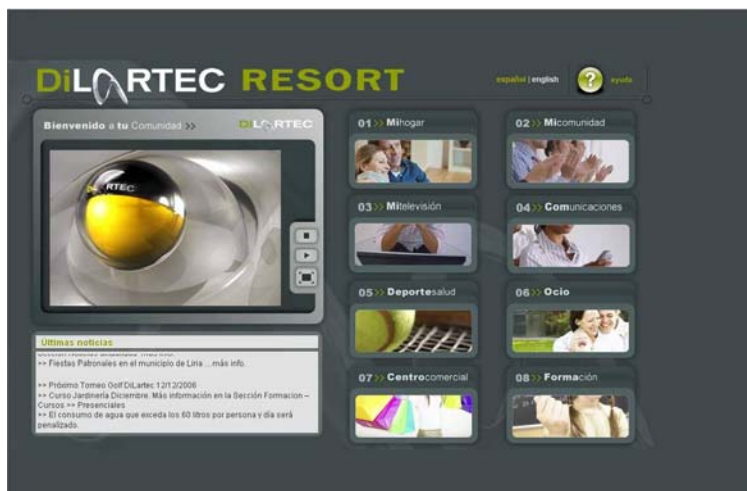 DiLARTEC RESORT
español | english
?
ayuda
Bienvenido a tu Comunidad >>
DiLARTEC
RTEC
Últimas noticias
>> Fiestas Patronales en el municipio de Liria ...más info.
>> Próximo Torneo Golf DiLartec 12/12/2006
>> Curso Jardinería Diciembre. Más información en la Sección Formacion –
Cursos >> Presenciales
>> El consumo de agua que exceda los 60 litros por persona y día será
penalizado.
01>> Mihogar
02>> Micomunidad
03>> Mitelevisión
04>> Comunicaciones
05>> Deportesalud
06>> Ocio
07>> Centrocomercial
08>> Formación